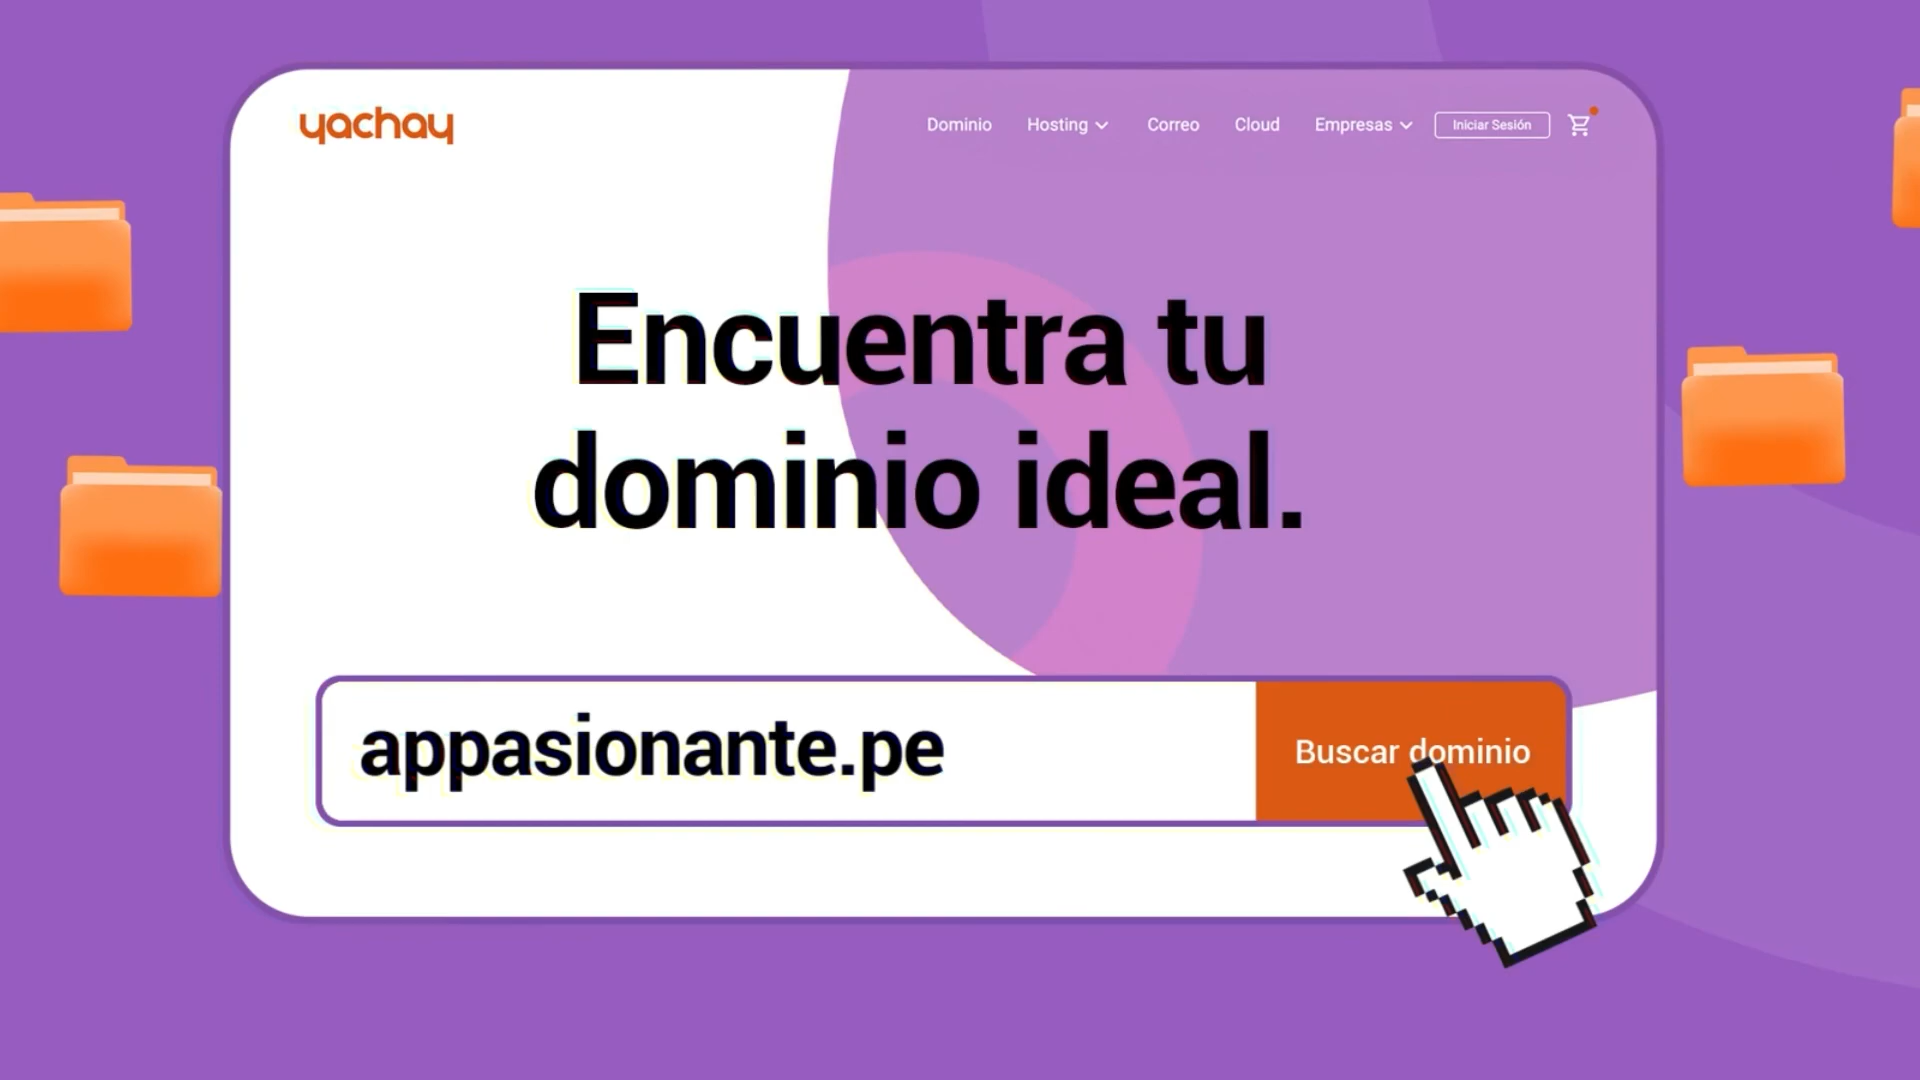 yachay
Dominio Hosting Correo Cloud Empresas Iniciar Sesión
Encuentra tu
dominio ideal.
appasionante.pe
Buscar dominio